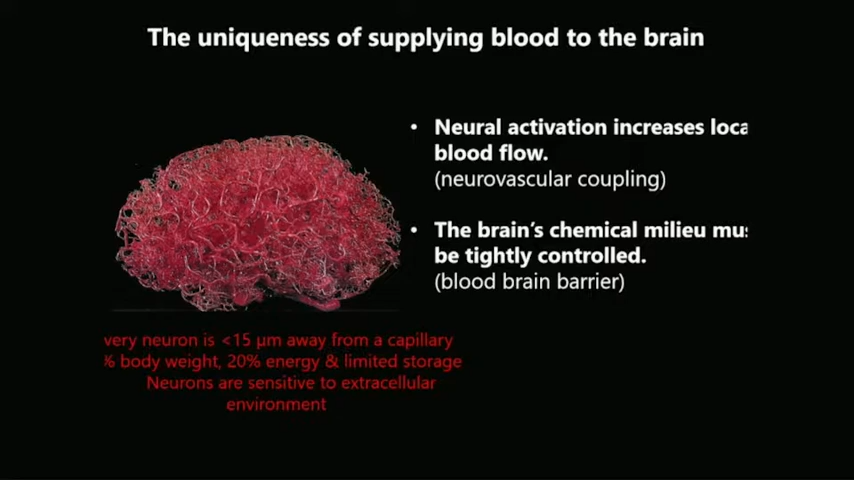 The uniqueness of supplying blood to the brain
• Neural activation increases loca
blood flow.
(neurovascular coupling)
• The brain's chemical milieu mu
be tightly controlled.
(blood brain barrier)
very neuron is <15 µm away from a capillary
% body weight, 20% energy & limited storage
Neurons are sensitive to extracellular
environment